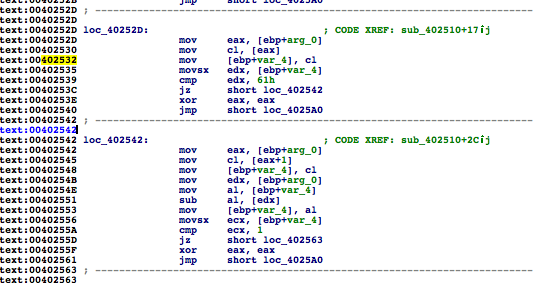 text:0040252B jmp short loc_4025A0
text:0040252D ; ---------------------------------------------------------------------------
text:0040252D
text:0040252D loc_40252D: ; CODE XREF: sub_402510+17ij
text:0040252D mov eax, [ebp+arg_0]
text:00402530 mov cl, [eax]
text:00402532 mov [ebp+var_4], cl
text:00402535 movsx edx, [ebp+var_4]
text:00402539 cmp edx, 61h
text:0040253C jz short loc_402542
text:0040253E xor eax, eax
text:00402540 jmp short loc_4025A0
text:00402542 ; ---------------------------------------------------------------------------
text:00402542
text:00402542 loc_402542: ; CODE XREF: sub_402510+2Cij
text:00402542 mov eax, [ebp+arg_0]
text:00402545 mov cl, [eax+1]
text:00402548 mov [ebp+var_4], cl
text:0040254B mov edx, [ebp+arg_0]
text:0040254E mov al, [ebp+var_4]
text:00402551 sub al, [edx]
text:00402553 mov [ebp+var_4], al
text:00402556 movsx ecx, [ebp+var_4]
text:0040255A cmp ecx, 1
text:0040255D jz short loc_402563
text:0040255F xor eax, eax
text:00402561 jmp short loc_4025A0
text:00402563 ; ---------------------------------------------------------------------------
text:00402563